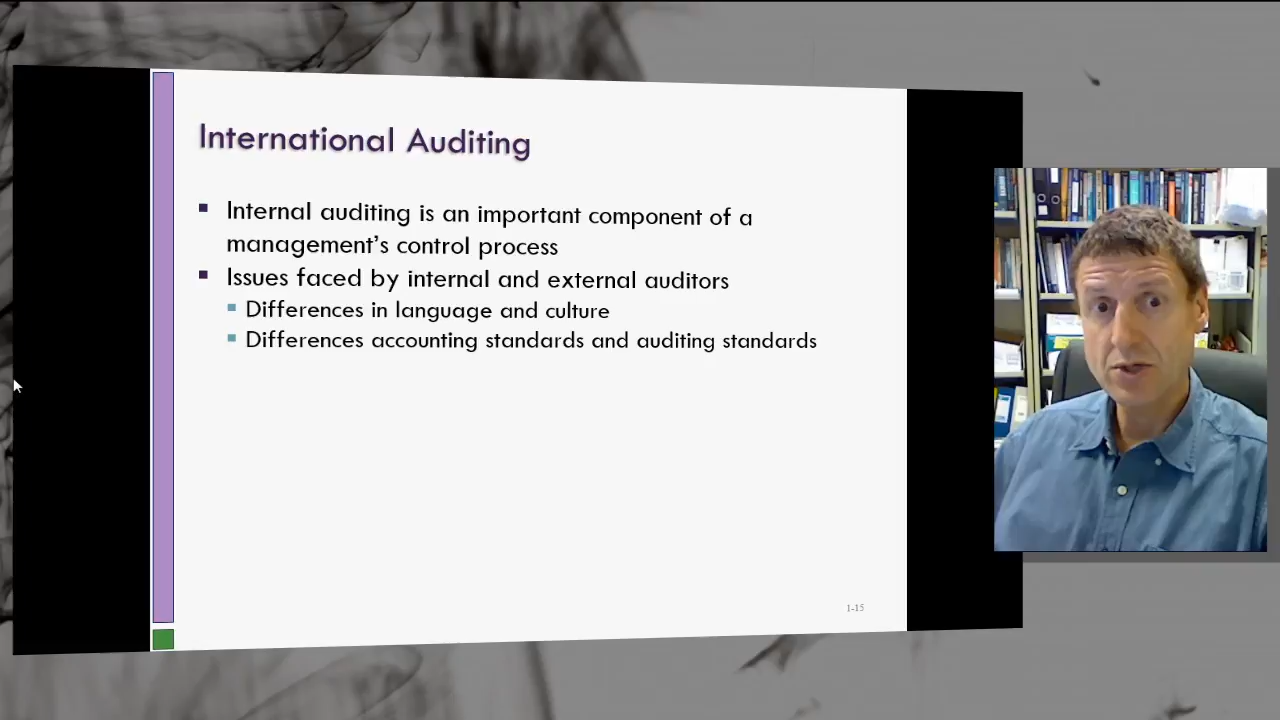 International Auditing
Internal auditing is an important component of a
management's control process
Issues faced by internal and external auditors
Differences in language and culture
Differences accounting standards and auditing standards
1-15